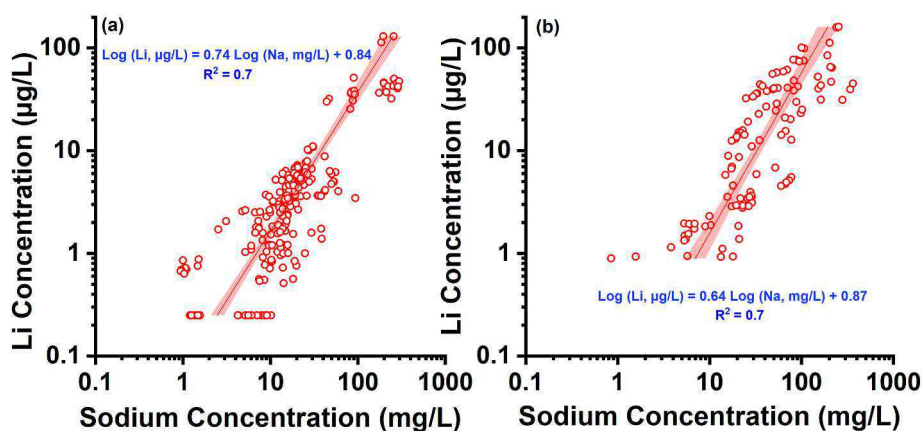 (a)
Log (Li, µg/L) = 0.74 Log (Na, mg/L) + 0.84
R² = 0.7
Li Concentration (µg/L)
100
10
1
0.1
0.1 1 10 100 1000
Sodium Concentration (mg/L)
(b)
Log (Li, µg/L) = 0.64 Log (Na, mg/L) + 0.87
R² = 0.7
Li Concentration (µg/L)
100
10
1
0.1
0.1 1 10 100 1000
Sodium Concentration (mg/L)